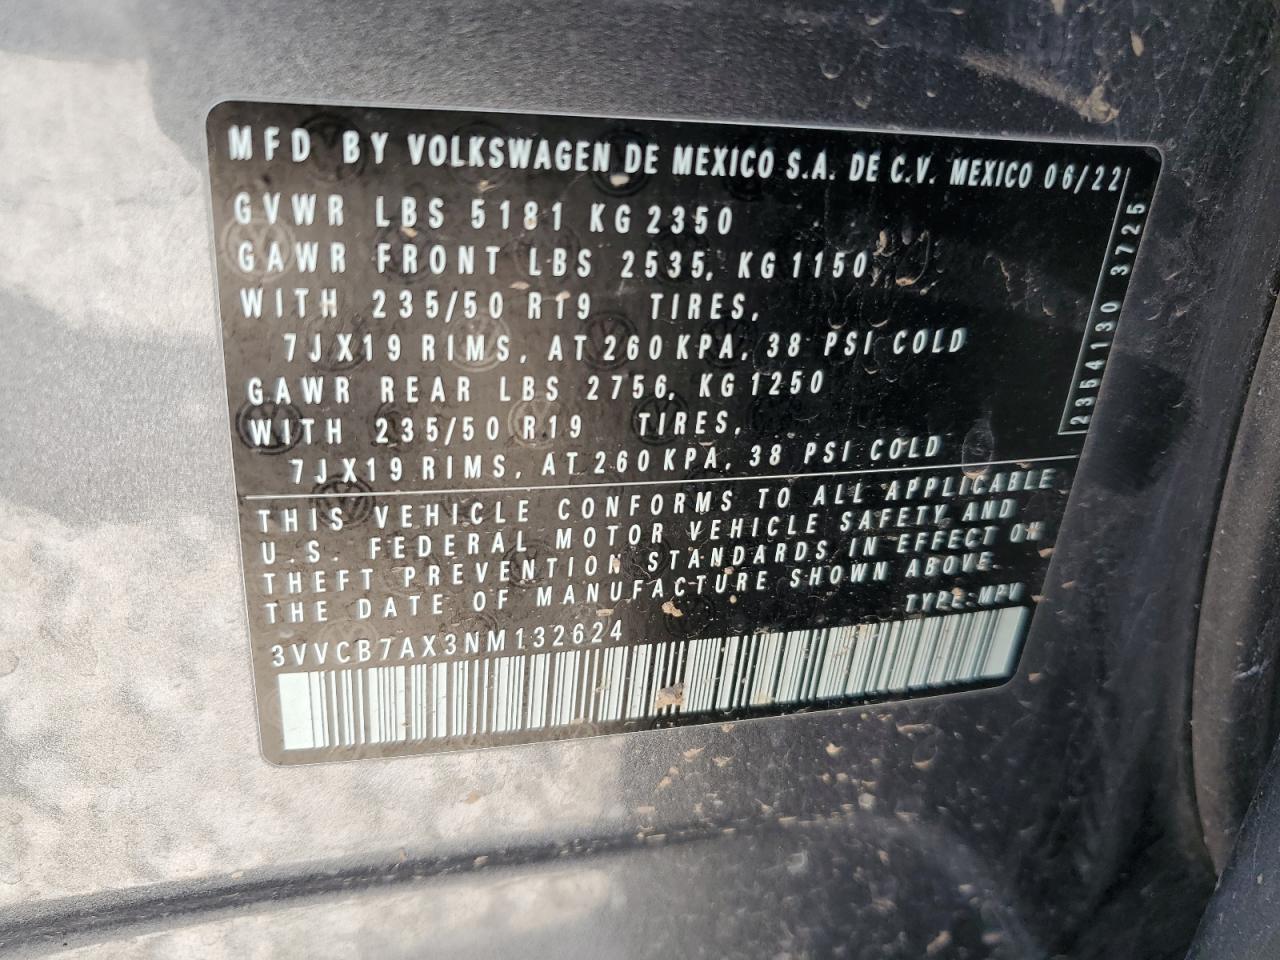 MFD BY VOLKSWAGEN DE MEXICO S.A. DE C.V. MEXICO 06/22
GVWR LBS 5181 KG 2350
GAWR FRONT LBS 2535, KG 1150,
WITH 235/50 R19 TIRES,
7JX19 RIMS, AT 260 KPA, 38 PSI COLD
GAWR REAR LBS 2756, KG 1250
WITH 235/50 R19 TIRES,
7JX19 RIMS, AT 260 KPA, 38 PSI COLD
2354130 3725
THIS VEHICLE CONFORMS TO ALL APPLICABLE
U.S. FEDERAL MOTOR VEHICLE SAFETY AND
THEFT PREVENTION STANDARDS IN EFFECT ON
THE DATE OF MANUFACTURE SHOWN ABOVE.
TYPE: MPV
3VVCB7AX3NM132624